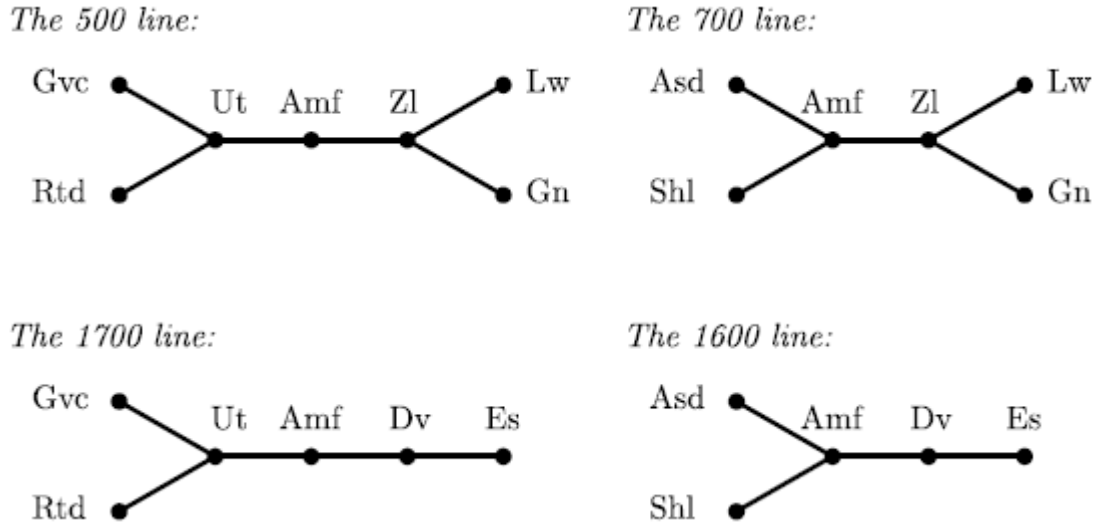 The 500 line:
Gvc
Ut Amf Zl
Lw
Rtd
Gn
The 700 line:
Asd
Amf Zl
Lw
Shl
Gn
The 1700 line:
Gvc
Ut Amf Dv Es
Rtd
The 1600 line:
Asd
Amf Dv Es
Shl